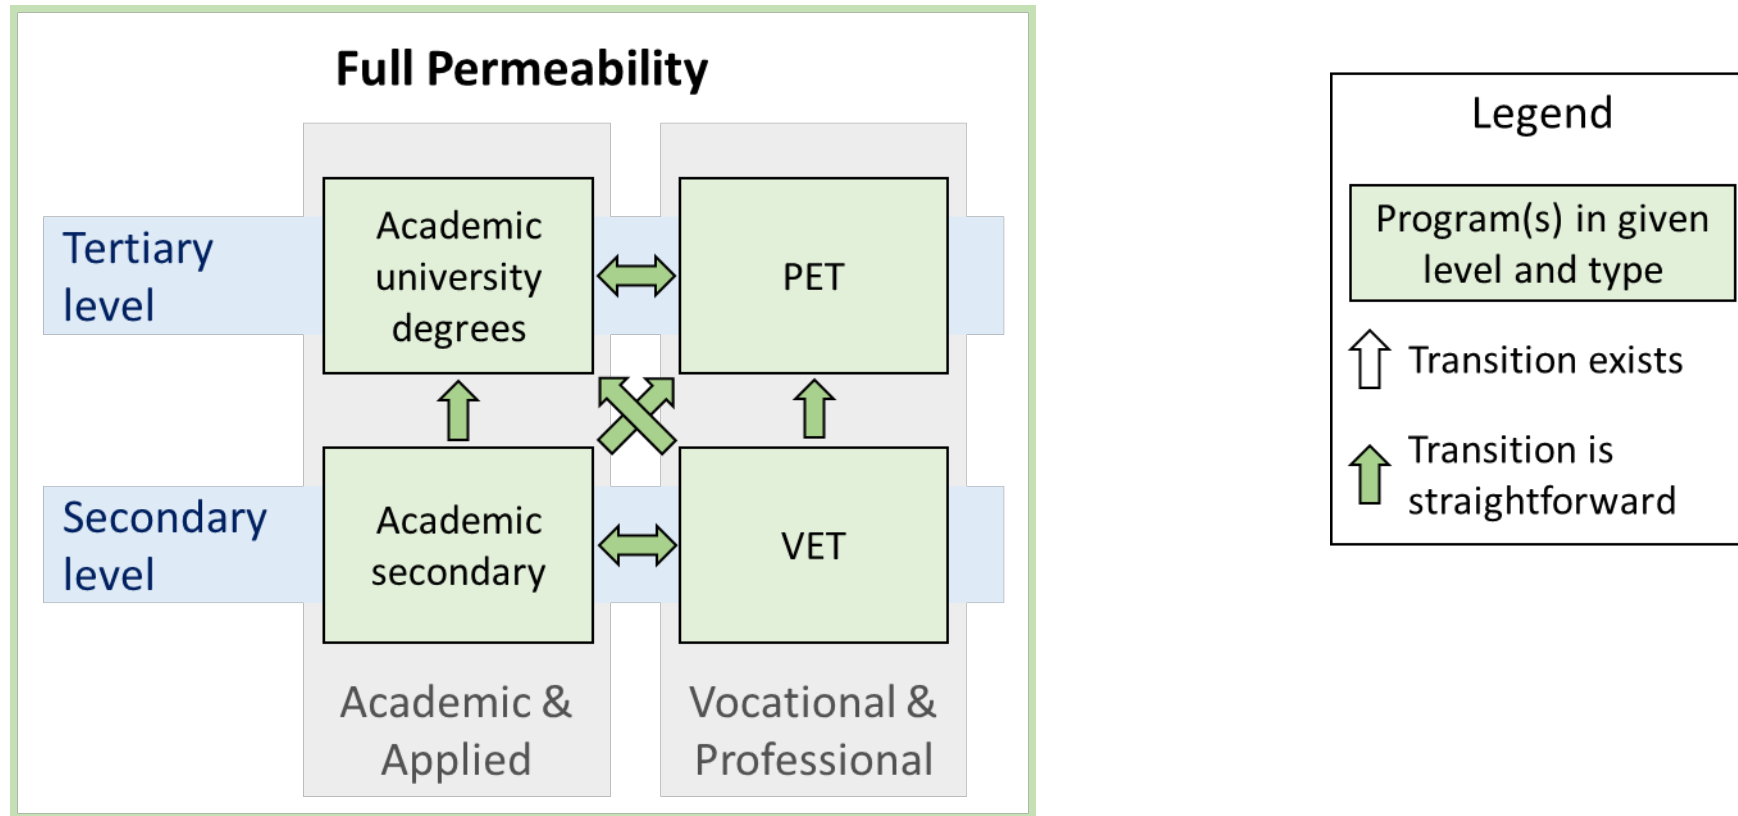 Full Permeability
Tertiary
level
Academic
university
degrees
PET
Secondary
level
Academic
secondary
VET
Academic &
Applied
Vocational &
Professional
Legend
Program(s) in given
level and type
Transition exists
Transition is
straightforward